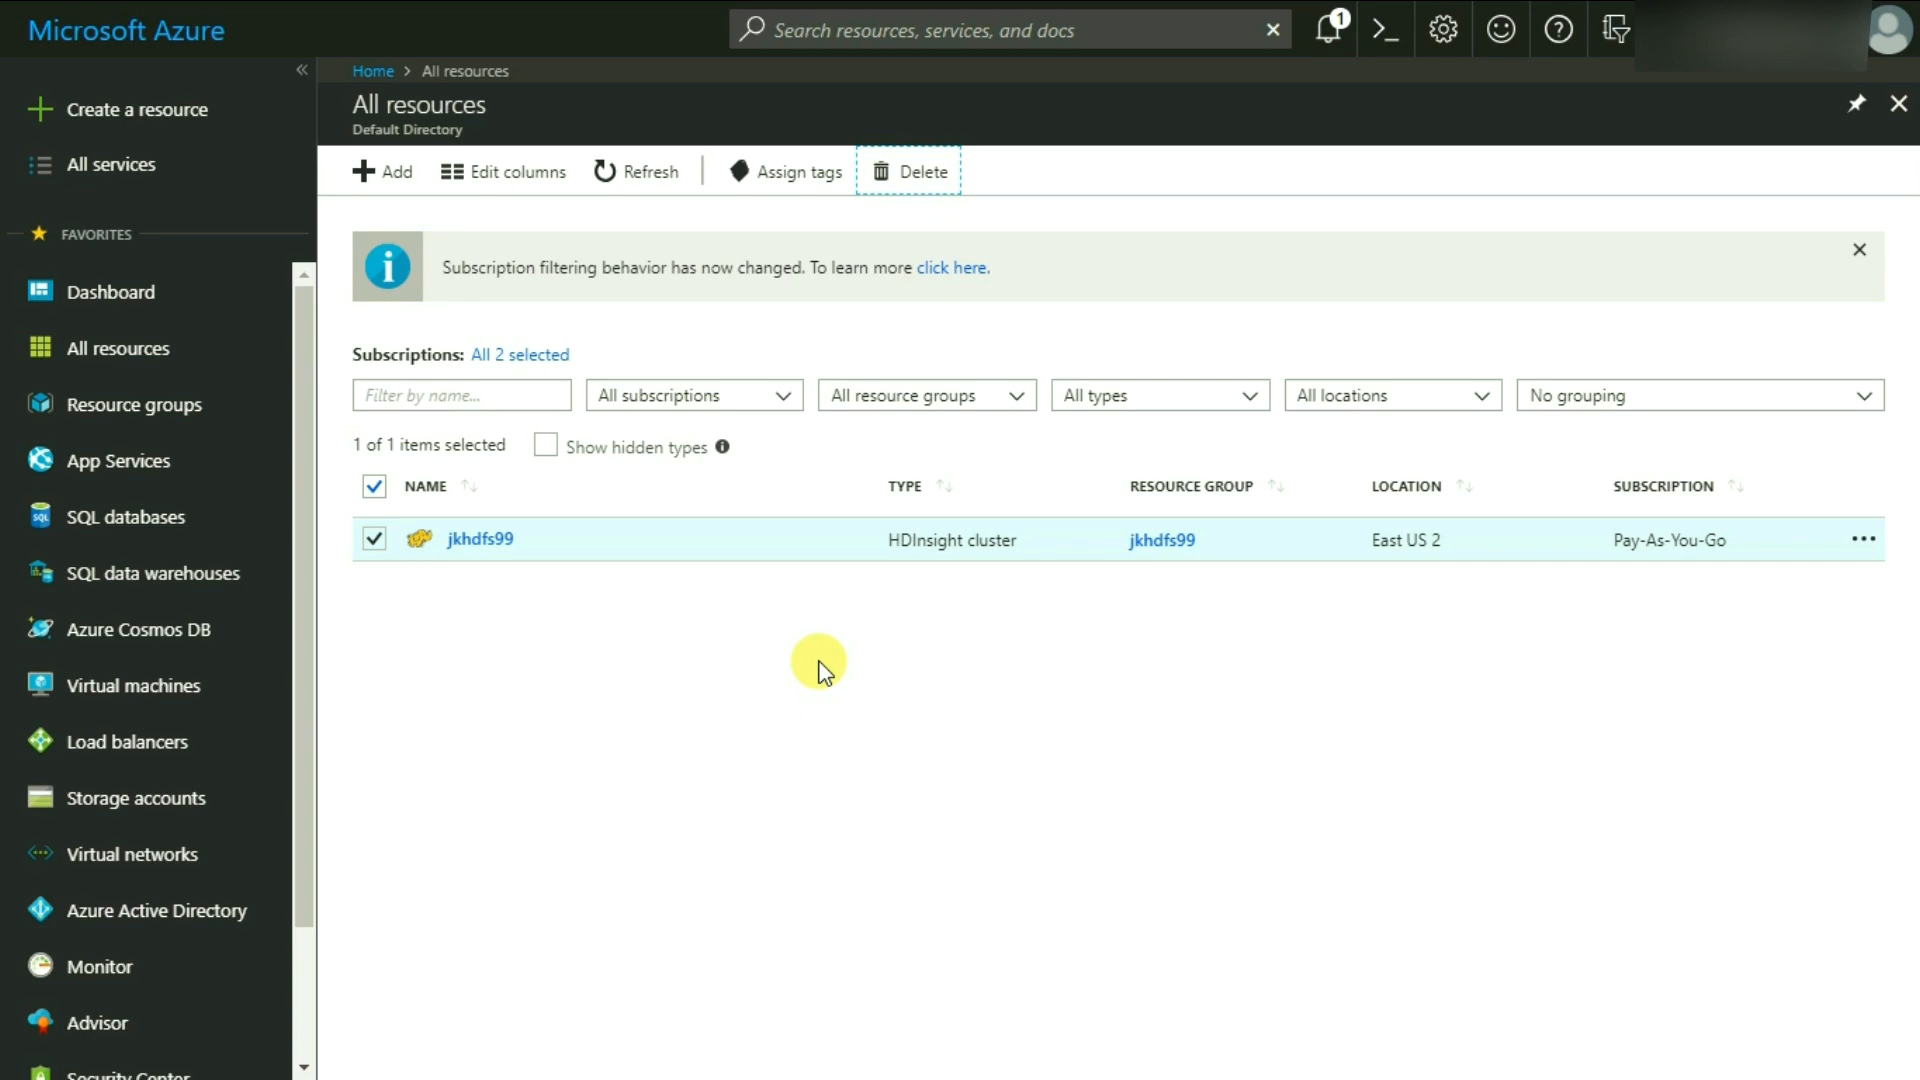 Microsoft Azure
Search resources, services, and docs
1
Create a resource
All services
FAVORITES
Dashboard
All resources
Resource groups
App Services
SQL databases
SQL data warehouses
Azure Cosmos DB
Virtual machines
Load balancers
Storage accounts
Virtual networks
Azure Active Directory
Monitor
Advisor
Security Center
Home > All resources
All resources
Default Directory
Add Edit columns Refresh Assign tags Delete
Subscription filtering behavior has now changed. To learn more click here.
Subscriptions: All 2 selected
Filter by name... All subscriptions All resource groups All types All locations No grouping
1 of 1 items selected Show hidden types
NAME TYPE RESOURCE GROUP LOCATION SUBSCRIPTION
jkhdfs99 HDInsight cluster jkhdfs99 East US 2 Pay-As-You-Go